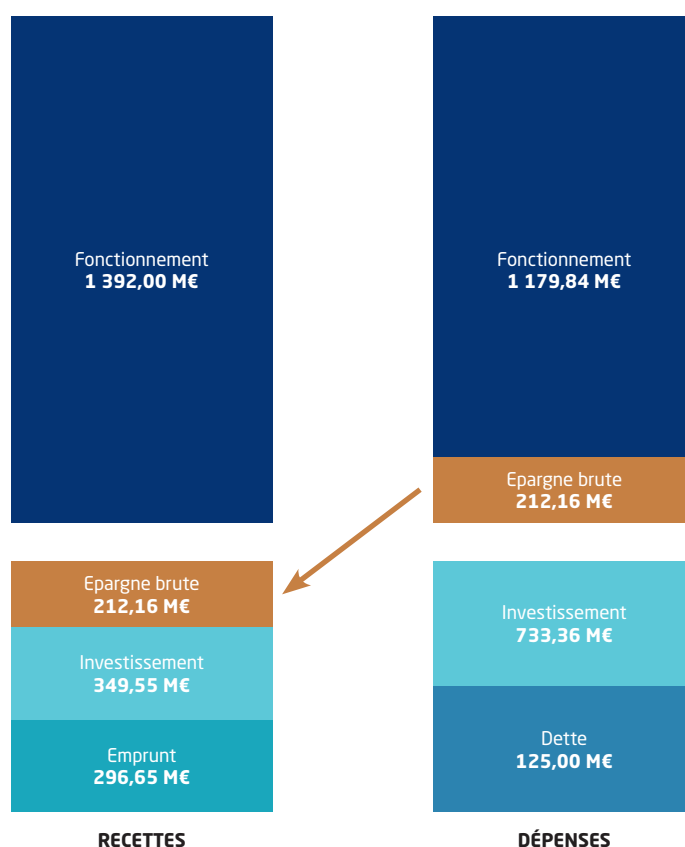 Fonctionnement
1 392,00 M€
Epargne brute
212,16 M€
Investissement
349,55 M€
Emprunt
296,65 M€
RECETTES
Fonctionnement
1 179,84 M€
Epargne brute
212,16 M€
Investissement
733,36 M€
Dette
125,00 M€
DÉPENSES